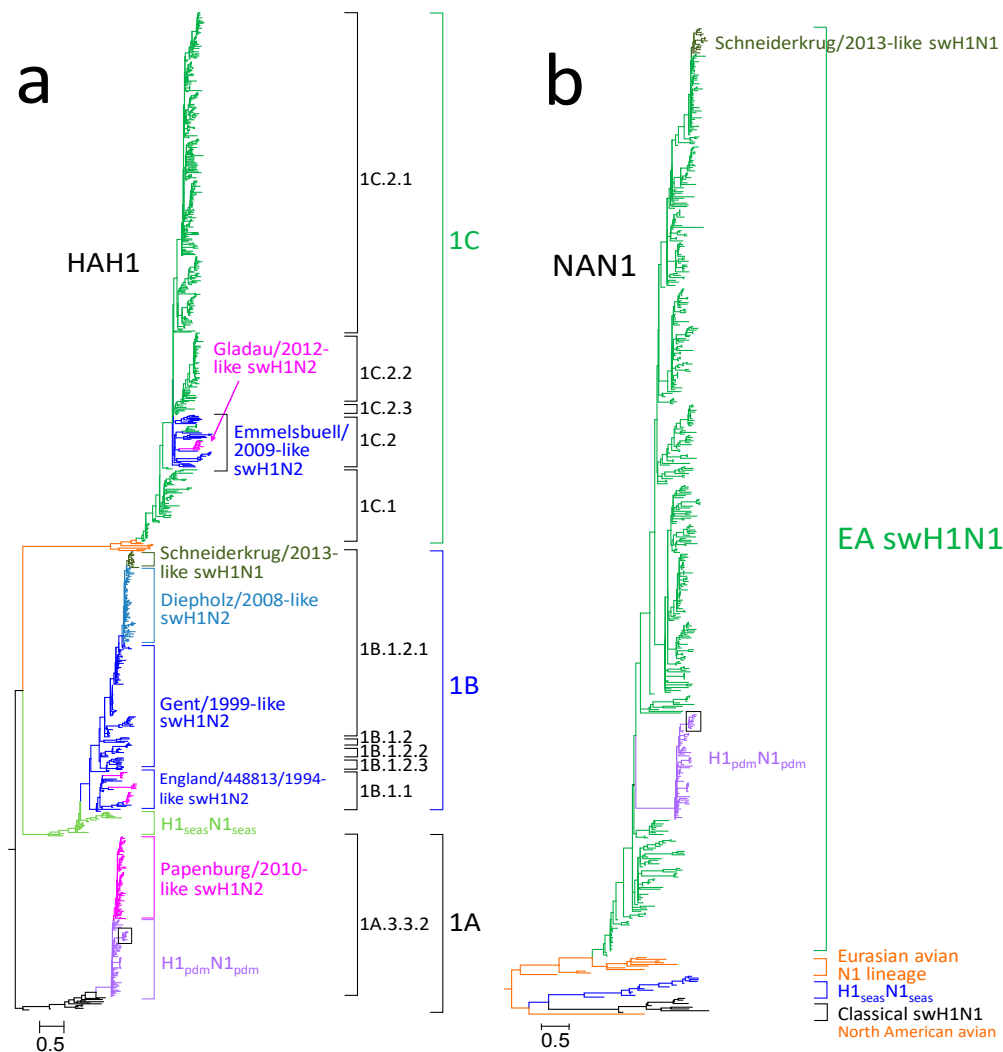 a
HAH1
1C.2.1
1C
Gladau/2012-
like swH1N2
1C.2.2
1C.2.3
Emmelsbuell/
2009-like
swH1N2
1C.2
1C.1
Schneiderkrug/2013-
like swH1N1
Diepholz/2008-like
swH1N2
1B.1.2.1
1B
Gent/1999-like
swH1N2
1B.1.2
1B.1.2.2
1B.1.2.3
England/448813/1994-
like swH1N2
1B.1.1
H1seasN1seas
Papenburg/2010-
like swH1N2
1A.3.3.2
1A
H1pdmN1pdm
0.5
b
NAN1
Schneiderkrug/2013-like swH1N1
EA swH1N1
H1pdmN1pdm
Eurasian avian
N1 lineage
H1seasN1seas
Classical swH1N1
North American avian
0.5